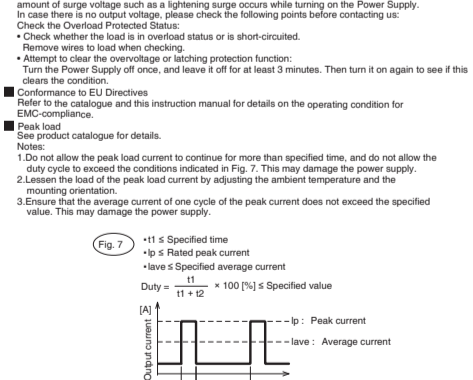 amount of surge voltage such as a lightening surge occurs while turning on the Power Supply.
In case there is no output voltage, please check the following points before contacting us:
Check the Overload Protected Status:
• Check whether the load is in overload status or is short-circuited.
Remove wires to load when checking.
• Attempt to clear the overvoltage or latching protection function:
Turn the Power Supply off once, and leave it off for at least 3 minutes. Then turn it on again to see if this
clears the condition.
■ Conformance to EU Directives
Refer to the catalogue and this instruction manual for details on the operating condition for
EMC-compliance.
■ Peak load
See product catalogue for details.
Notes:
1.Do not allow the peak load current to continue for more than specified time, and do not allow the
duty cycle to exceed the conditions indicated in Fig. 7. This may damage the power supply.
2.Lessen the load of the peak load current by adjusting the ambient temperature and the
mounting orientation.
3.Ensure that the average current of one cycle of the peak current does not exceed the specified
value. This may damage the power supply.
Fig. 7
•t1 ≤ Specified time
•Ip ≤ Rated peak current
•Iave ≤ Specified average current
Duty = t1 / t1 + t2 × 100 [%] ≤ Specified value
[A]
Output current
Ip : Peak current
Iave : Average current